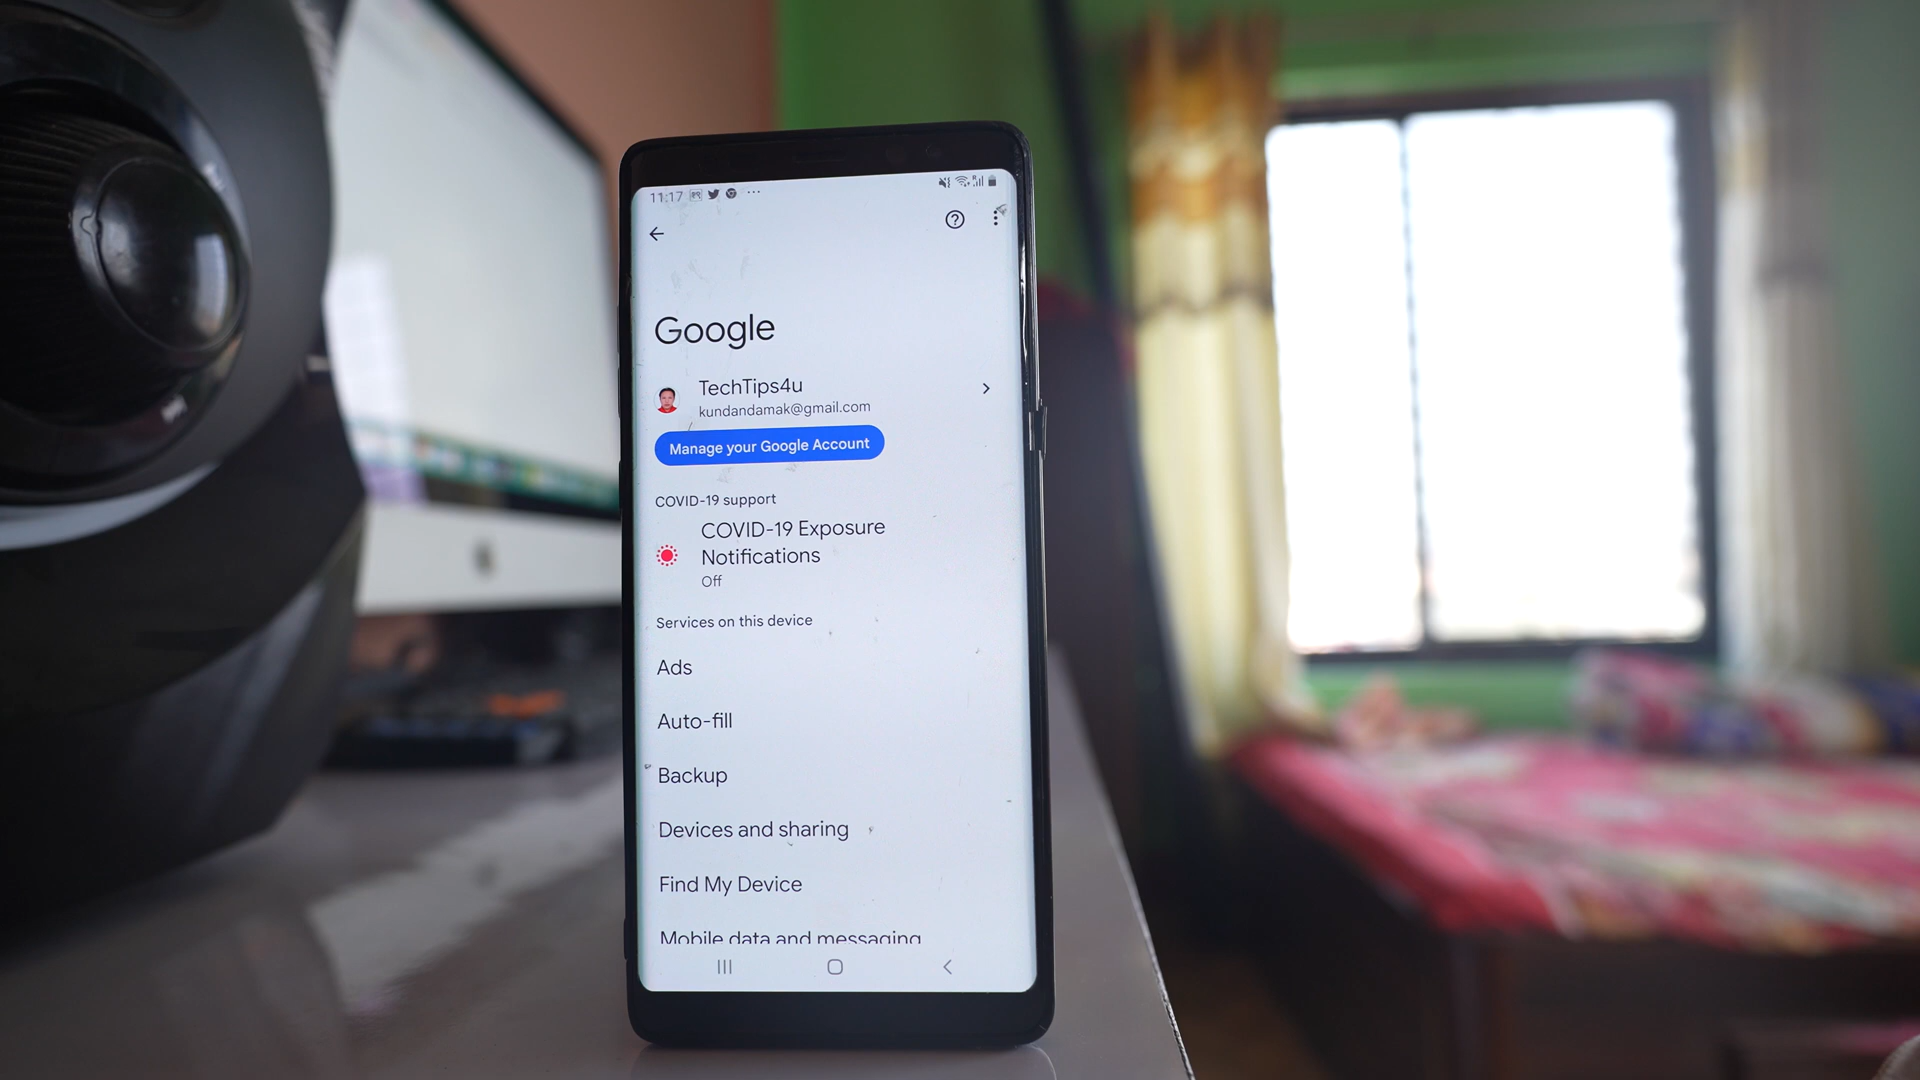 11:17
Google
TechTips4u
kundandamak@gmail.com
Manage your Google Account
COVID-19 support
COVID-19 Exposure
Notifications
Off
Services on this device
Ads
Auto-fill
Backup
Devices and sharing
Find My Device
Mobile data and messaging